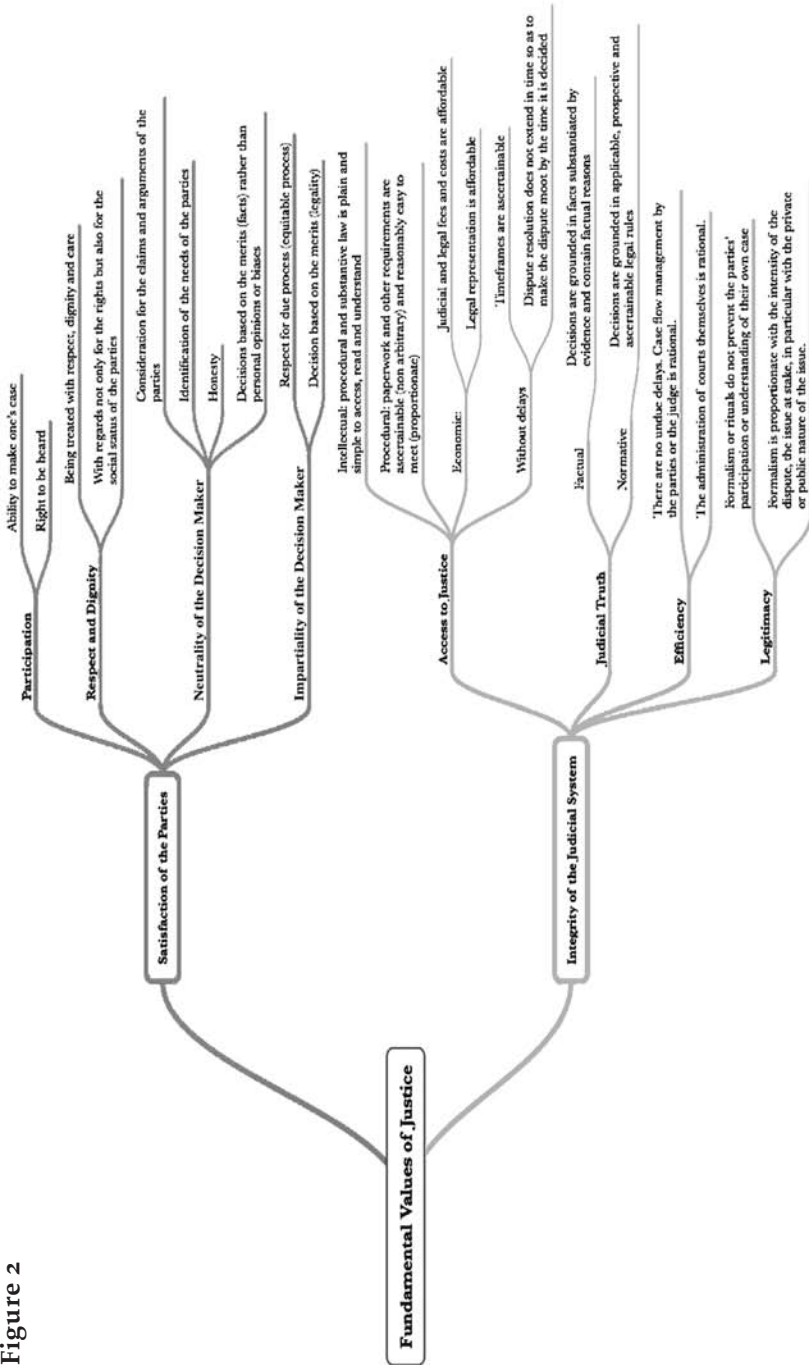 Figure 2
Fundamental Values of Justice
Satisfaction of the Parties
Participation
Ability to make one's case
Right to be heard
Respect and Dignity
Being treated with respect, dignity and care
With regards not only for the rights but also for the
social status of the parties
Neutrality of the Decision Maker
Consideration for the claims and arguments of the
parties
Identification of the needs of the parties
Honesty
Decisions based on the merits (facts) rather than
personal opinions or biases
Impartiality of the Decision Maker
Respect for due process (equitable process)
Decision based on the merits (legality)
Integrity of the Judicial System
Access to Justice
Intellectual: procedural and substantive law is plain and
simple to access, read and understand
Procedural: paperwork and other requirements are
ascertainable (non arbitrary) and reasonably easy to
meet (proportionate)
Economic:
Judicial and legal fees and costs are affordable
Legal representation is affordable
Without delays
Timeframes are ascertainable
Dispute resolution does not extend in time so as to
make the dispute moot by the time it is decided
Judicial Truth
Factual
Decisions are grounded in facts substantiated by
evidence and contain factual reasons
Normative
Decisions are grounded in applicable, prospective and
ascertainable legal rules
Efficiency
There are no undue delays. Case flow management by
the parties or the judge is rational.
The administration of courts themselves is rational.
Legitimacy
Formalism or rituals do not prevent the parties'
participation or understanding of their own case
Formalism is proportionate with the intensity of the
dispute, the issue at stake, in particular with the private
or public nature of the issue.